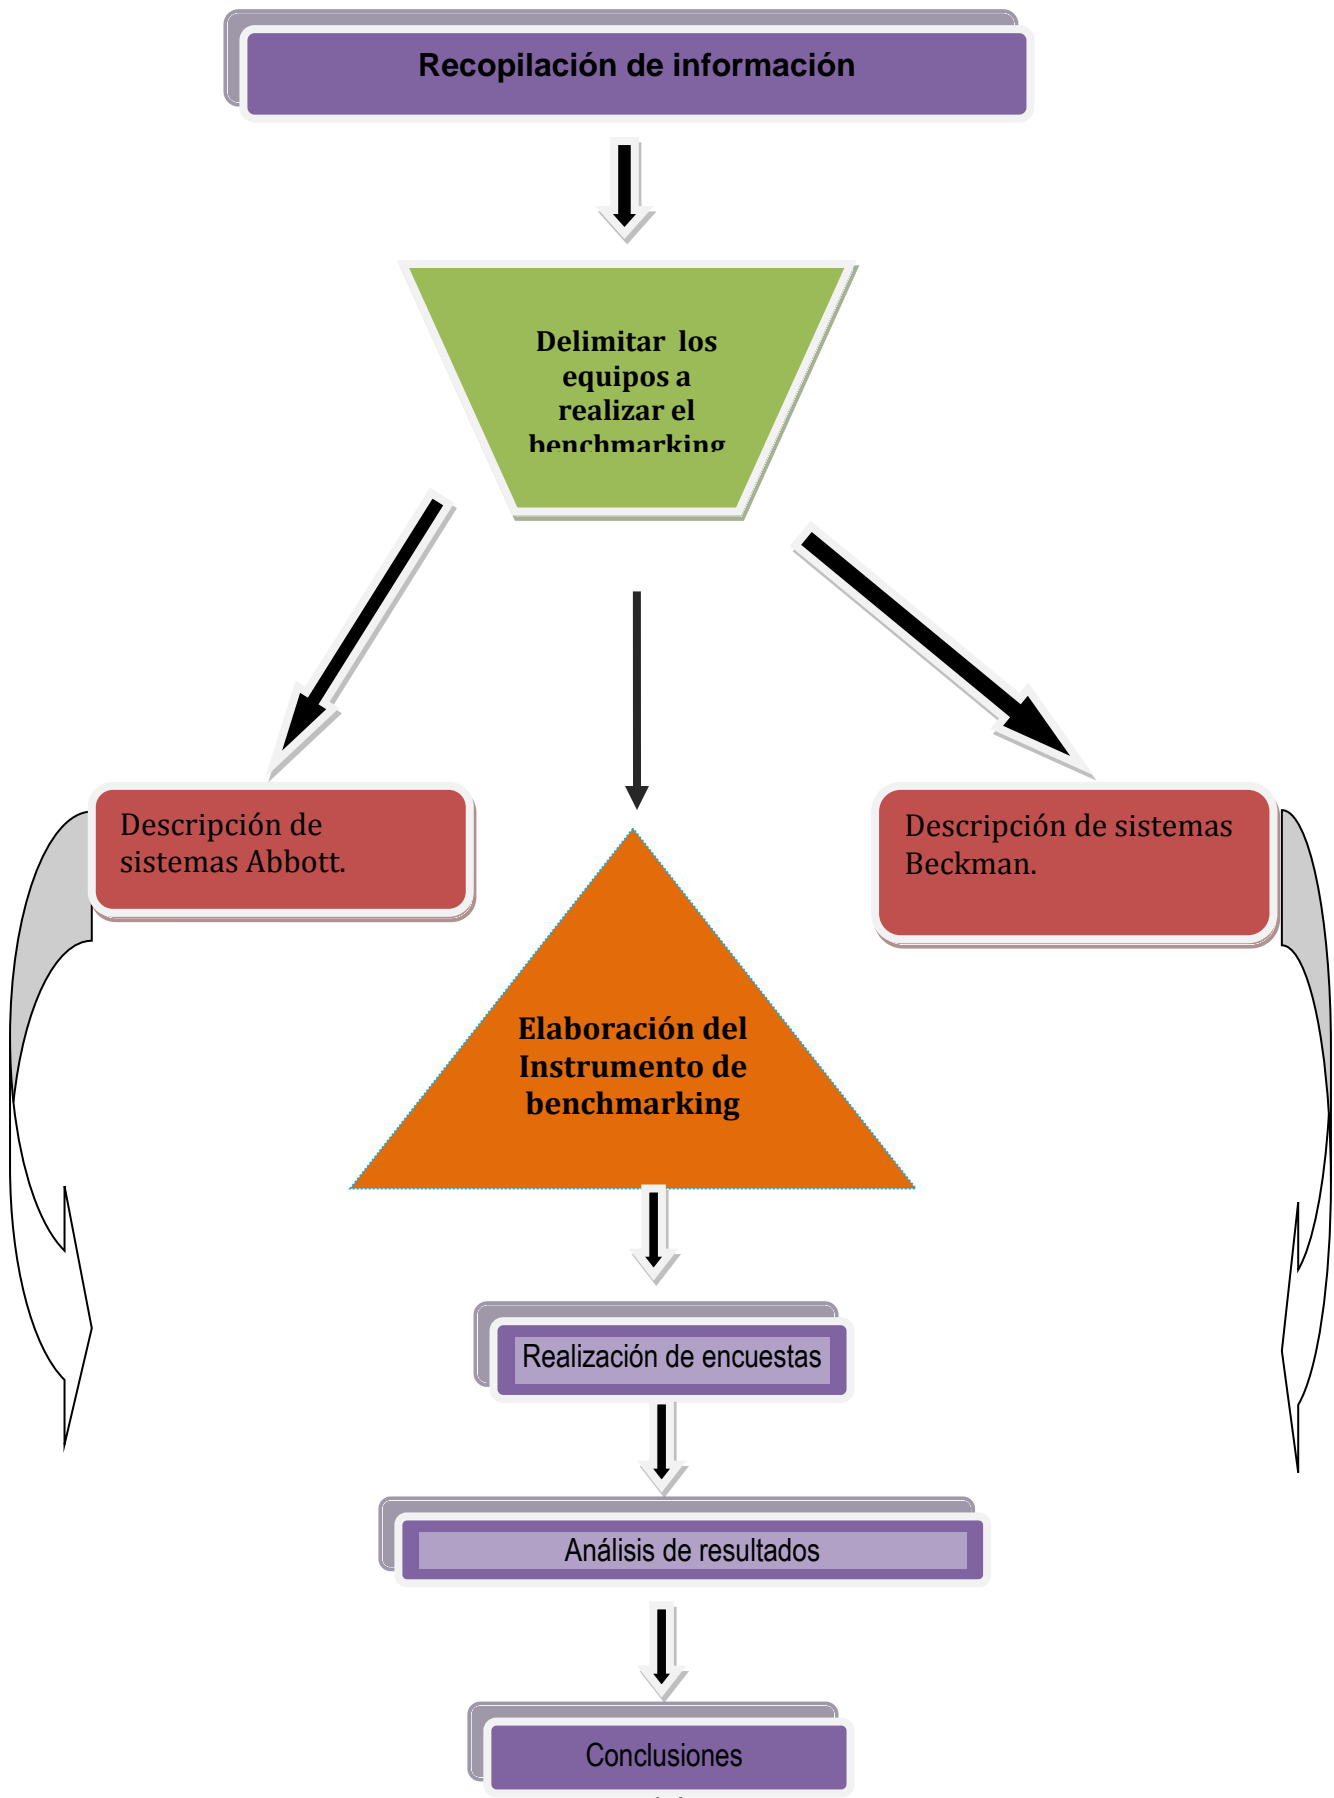 Recopilación de información
Delimitar los
equipos a
realizar el
benchmarking
Descripción de
sistemas Abbott.
Descripción de sistemas
Beckman.
Elaboración del
Instrumento de
benchmarking
Realización de encuestas
Análisis de resultados
Conclusiones